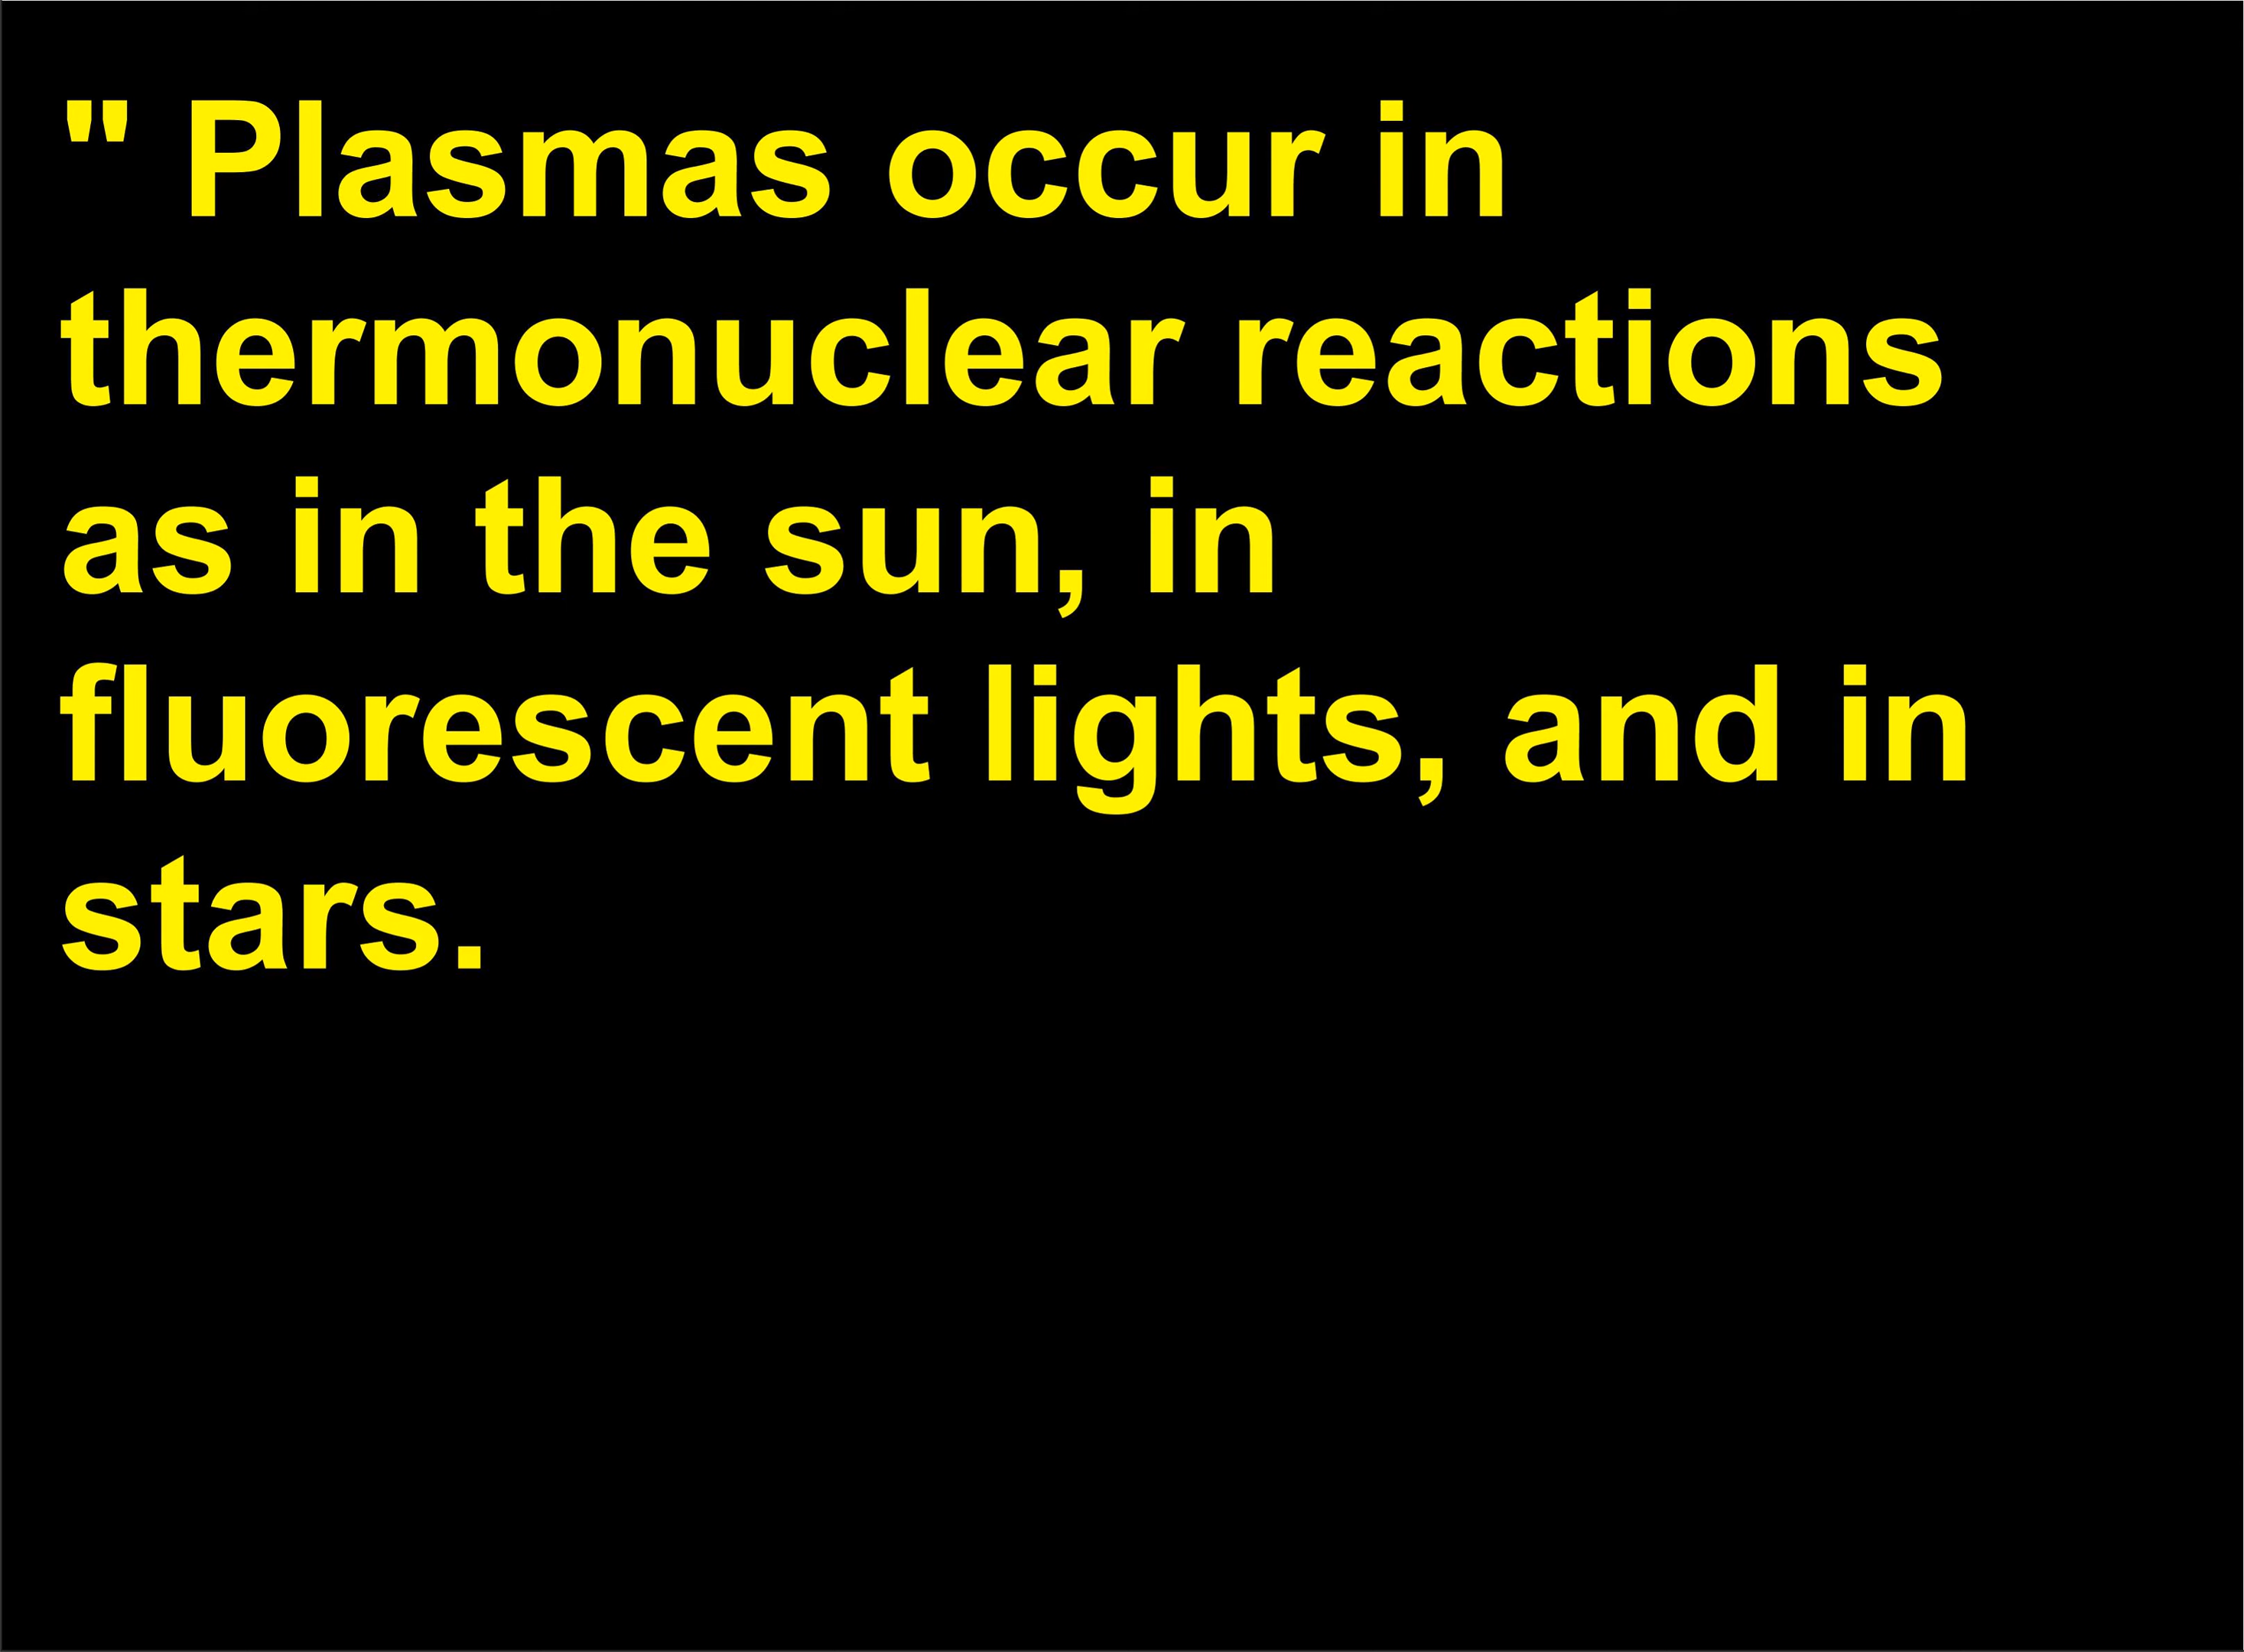 " Plasmas occur in
thermonuclear reactions
as in the sun, in
fluorescent lights, and in
stars.